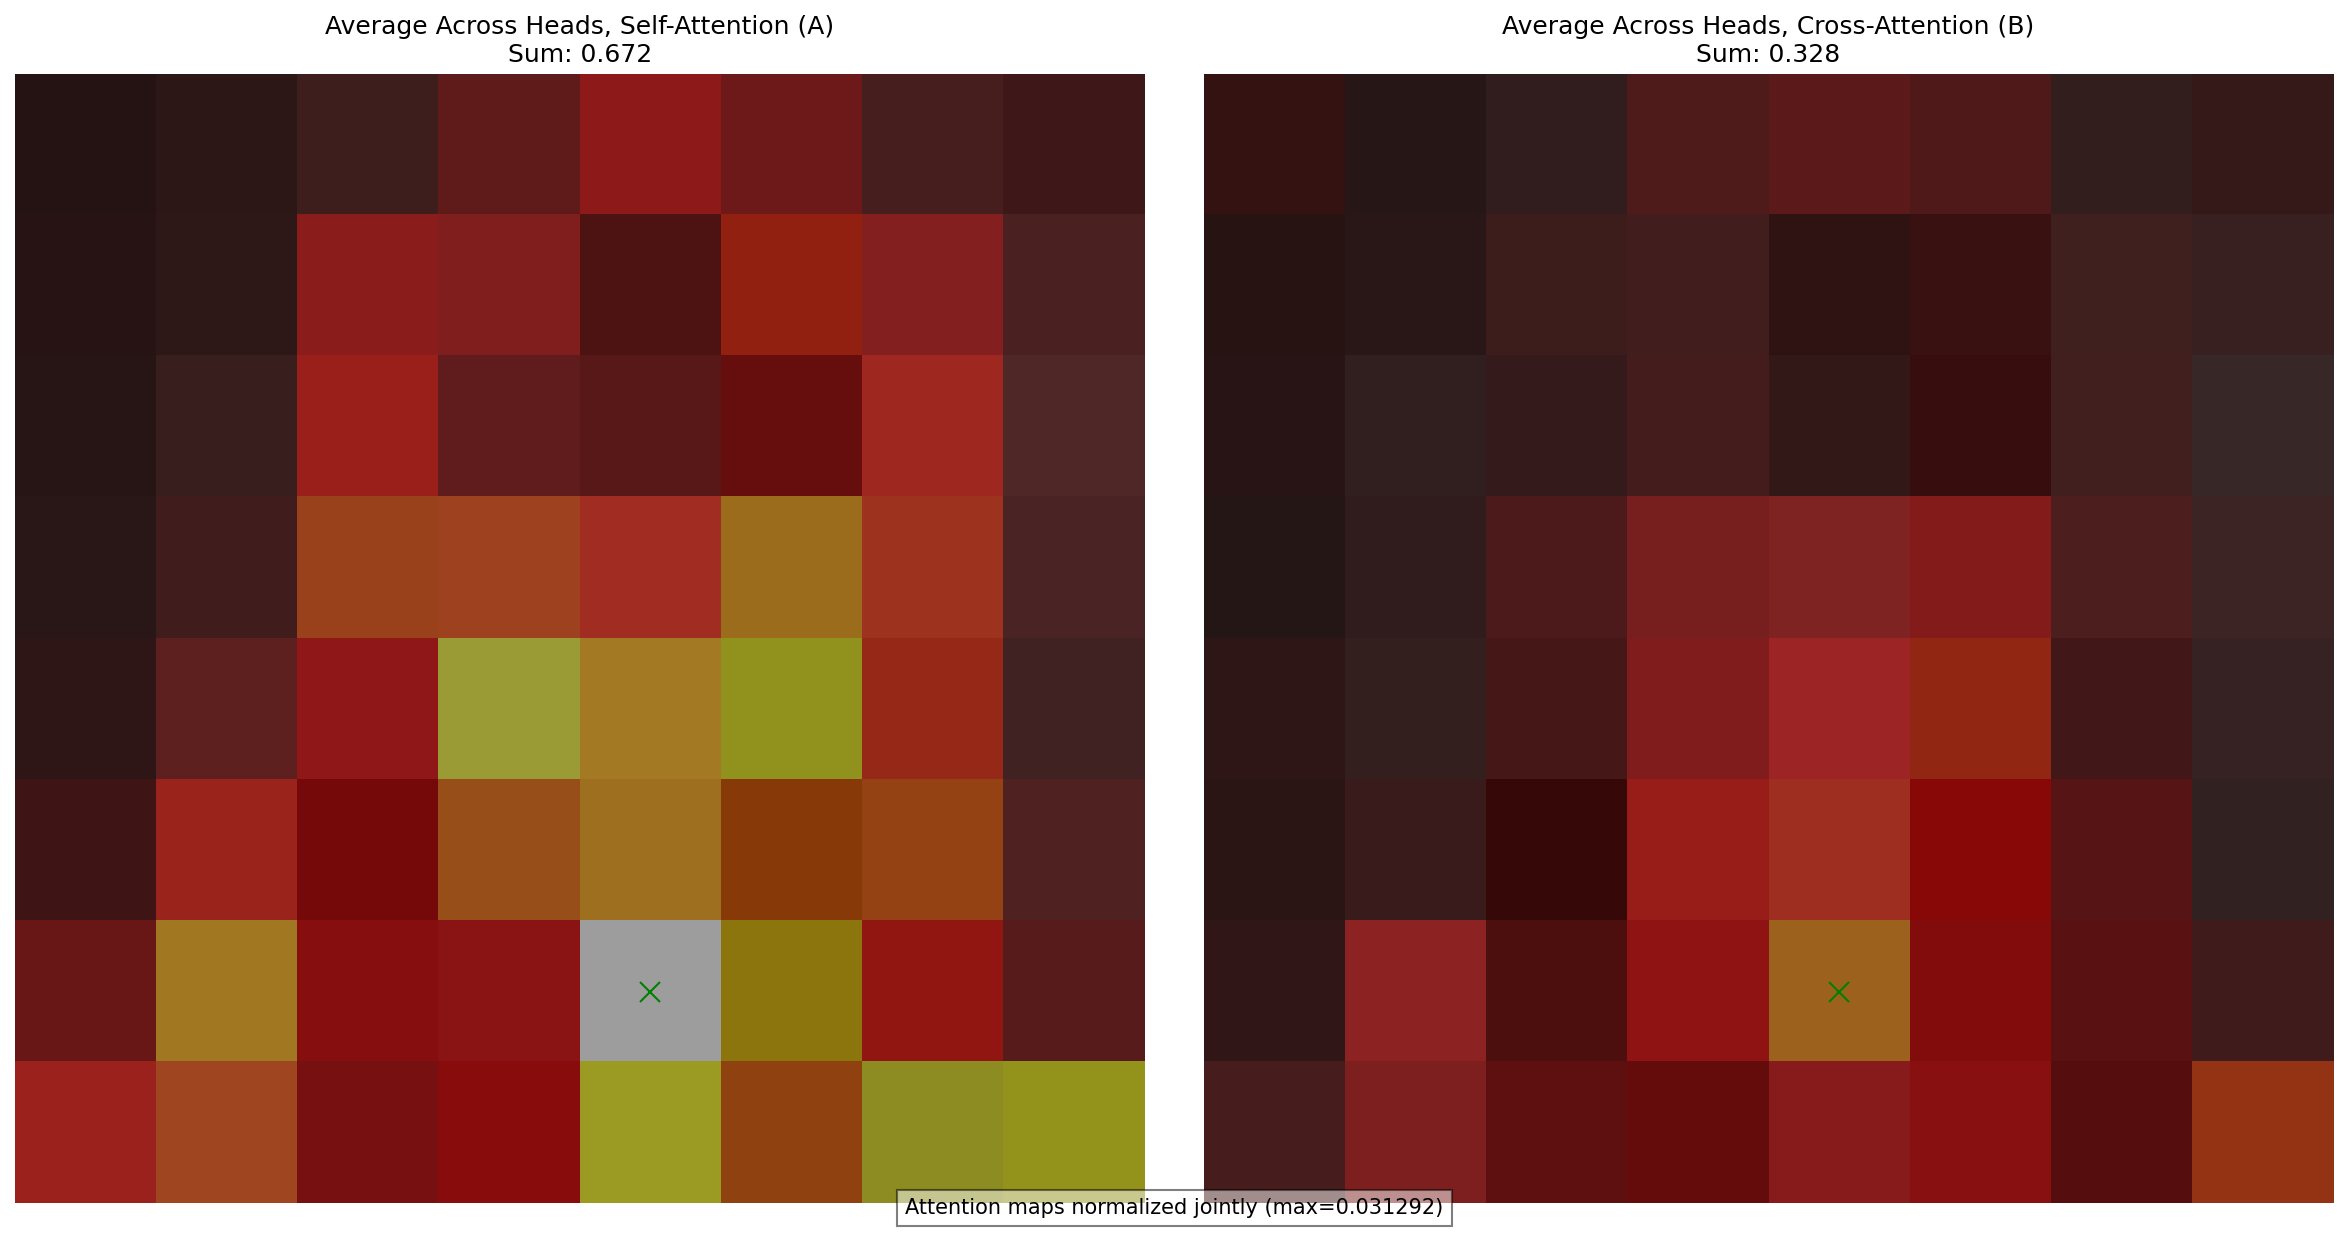 Average Across Heads, Self-Attention (A)
Sum: 0.672
Average Across Heads, Cross-Attention (B)
Sum: 0.328
Attention maps normalized jointly (max=0.031292)